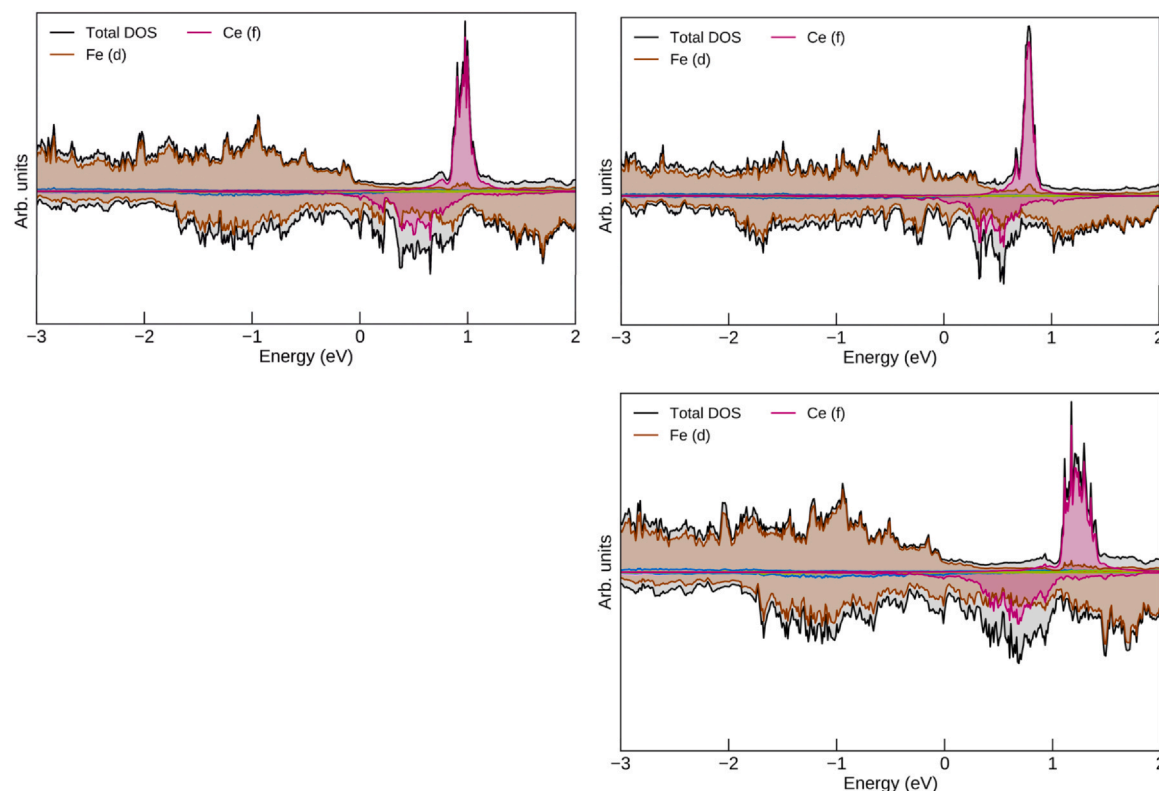 Total DOS Ce (f)
Fe (d)
Arb. units
−3 −2 −1 0 1 2
Energy (eV)
Total DOS Ce (f)
Fe (d)
Arb. units
−3 −2 −1 0 1 2
Energy (eV)
Total DOS Ce (f)
Fe (d)
Arb. units
−3 −2 −1 0 1 2
Energy (eV)